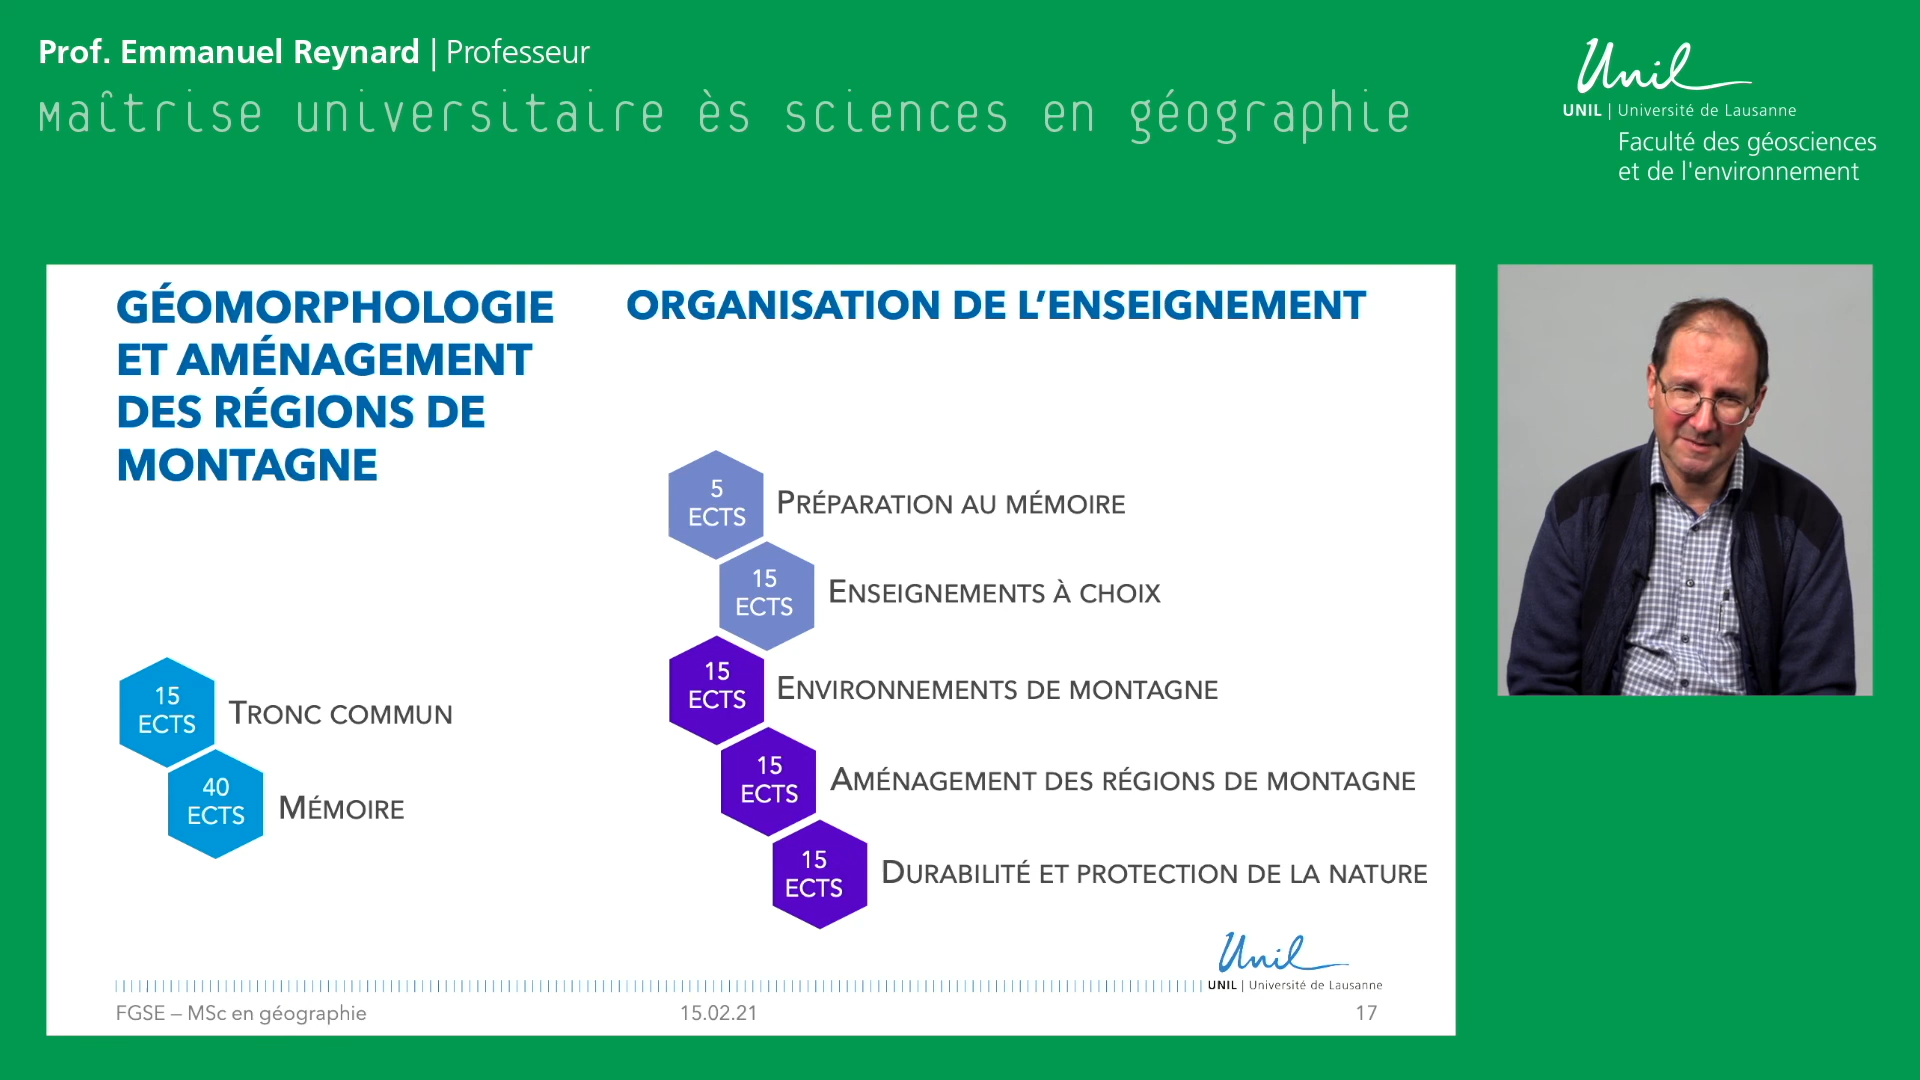 Prof. Emmanuel Reynard | Professeur
Maîtrise universitaire ès sciences en géographie
Unil
UNIL | Université de Lausanne
Faculté des géosciences
et de l'environnement
GÉOMORPHOLOGIE
ET AMÉNAGEMENT
DES RÉGIONS DE
MONTAGNE
15
ECTS
TRONC COMMUN
40
ECTS
MÉMOIRE
ORGANISATION DE L’ENSEIGNEMENT
5
ECTS
PRÉPARATION AU MÉMOIRE
15
ECTS
ENSEIGNEMENTS À CHOIX
15
ECTS
ENVIRONNEMENTS DE MONTAGNE
15
ECTS
AMÉNAGEMENT DES RÉGIONS DE MONTAGNE
15
ECTS
DURABILITÉ ET PROTECTION DE LA NATURE
Unil
UNIL | Université de Lausanne
FGSE – MSc en géographie
15.02.21
17